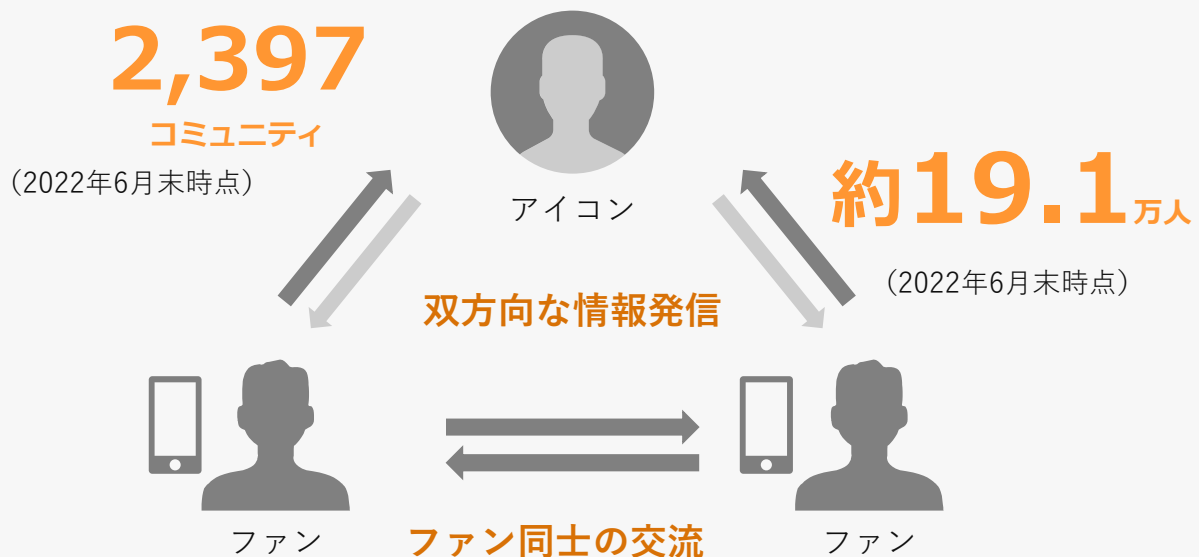 2,397
コミュニティ
（2022年6月末時点）
アイコン
約19.1万人
（2022年6月末時点）
双方向な情報発信
ファン
ファン同士の交流
ファン